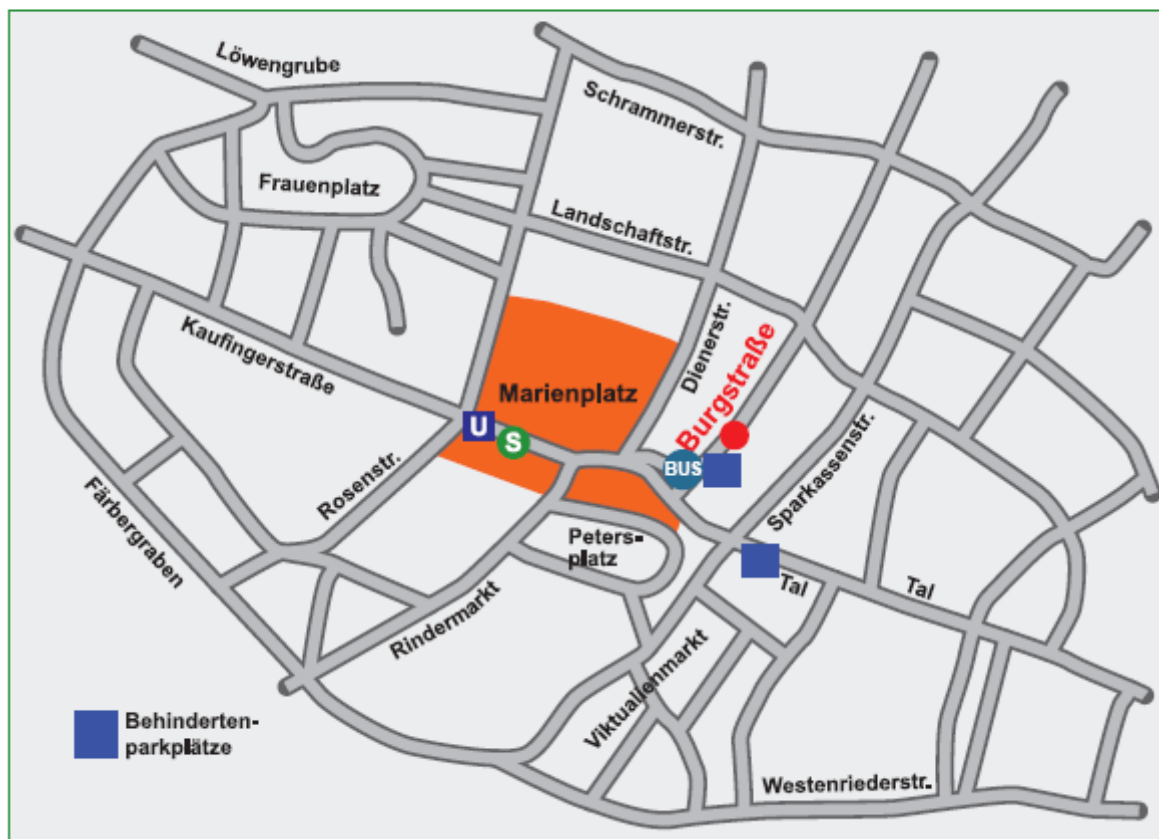 Löwengrube
Schrammerstr.
Frauenplatz
Landschaftstr.
Kaufingerstraße
Marienplatz
Dienerstr.
Burgstraße
U
S
BUS
Rosenstr.
Sparkassenstr.
Färbergraben
Peters-
platz
Tal
Tal
Rindermarkt
Viktualienmarkt
Behinderten-
parkplätze
Westenriederstr.